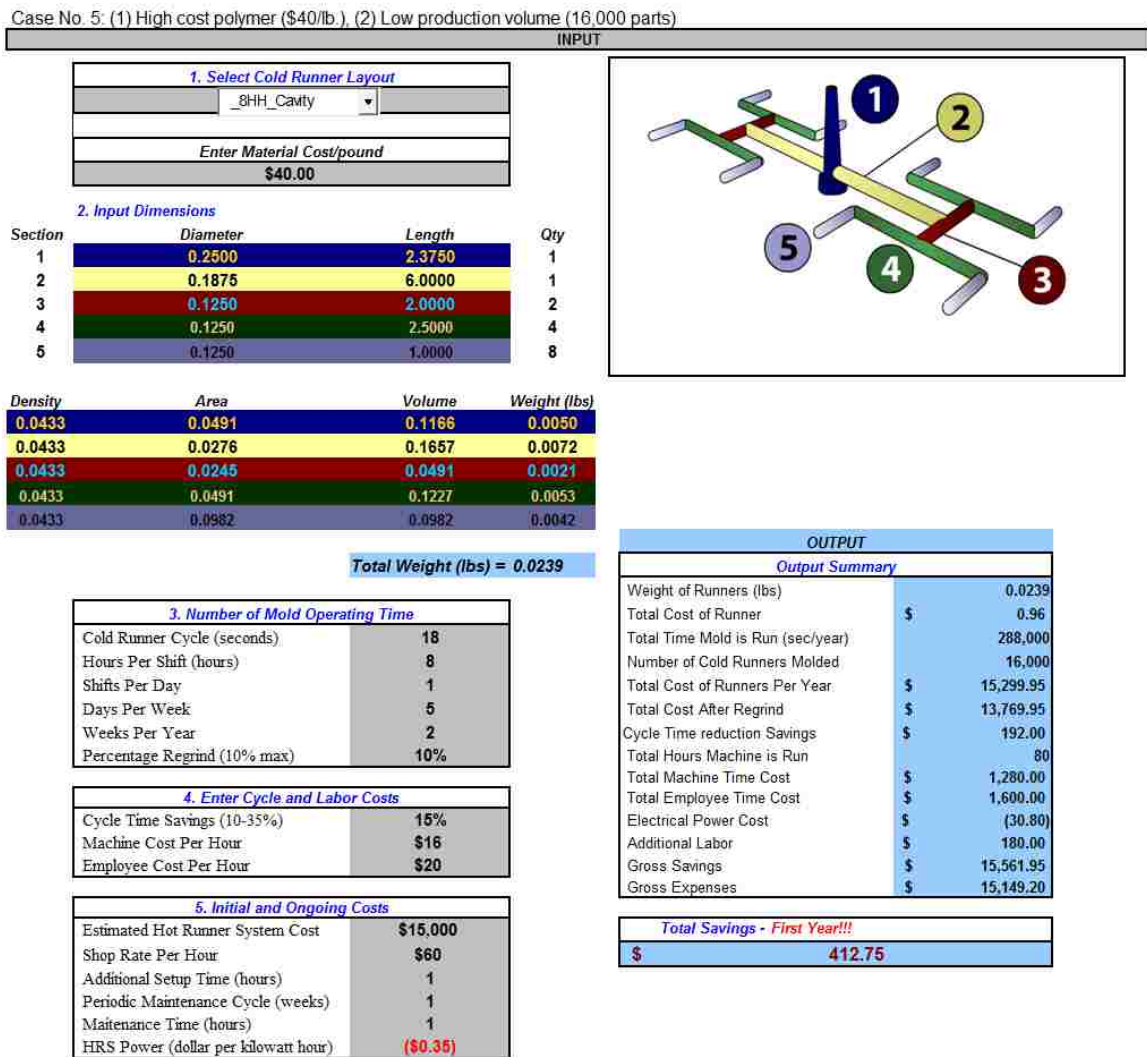 Case No. 5: (1) High cost polymer ($40/lb.), (2) Low production volume (16,000 parts)
INPUT
1. Select Cold Runner Layout
_8HH_Cavity
Enter Material Cost/pound
$40.00
2. Input Dimensions
Section Diameter Length Qty
1 0.2500 2.3750 1
2 0.1875 6.0000 1
3 0.1250 2.0000 2
4 0.1250 2.5000 4
5 0.1250 1.0000 8
1
2
5
4
3
Density Area Volume Weight (lbs)
0.0433 0.0491 0.1166 0.0050
0.0433 0.0276 0.1657 0.0072
0.0433 0.0245 0.0491 0.0021
0.0433 0.0491 0.1227 0.0053
0.0433 0.0982 0.0982 0.0042
Total Weight (lbs) = 0.0239
3. Number of Mold Operating Time
Cold Runner Cycle (seconds) 18
Hours Per Shift (hours) 8
Shifts Per Day 1
Days Per Week 5
Weeks Per Year 2
Percentage Regrind (10% max) 10%
4. Enter Cycle and Labor Costs
Cycle Time Savings (10-35%) 15%
Machine Cost Per Hour $16
Employee Cost Per Hour $20
5. Initial and Ongoing Costs
Estimated Hot Runner System Cost $15,000
Shop Rate Per Hour $60
Additional Setup Time (hours) 1
Periodic Maintenance Cycle (weeks) 1
Maitenance Time (hours) 1
HRS Power (dollar per kilowatt hour) ($0.35)
OUTPUT
Output Summary
Weight of Runners (lbs) 0.0239
Total Cost of Runner $ 0.96
Total Time Mold is Run (sec/year) 288,000
Number of Cold Runners Molded 16,000
Total Cost of Runners Per Year $ 15,299.95
Total Cost After Regrind $ 13,769.95
Cycle Time reduction Savings $ 192.00
Total Hours Machine is Run 80
Total Machine Time Cost $ 1,280.00
Total Employee Time Cost $ 1,600.00
Electrical Power Cost $ (30.80)
Additional Labor $ 180.00
Gross Savings $ 15,561.95
Gross Expenses $ 15,149.20
Total Savings - First Year!!!
$ 412.75